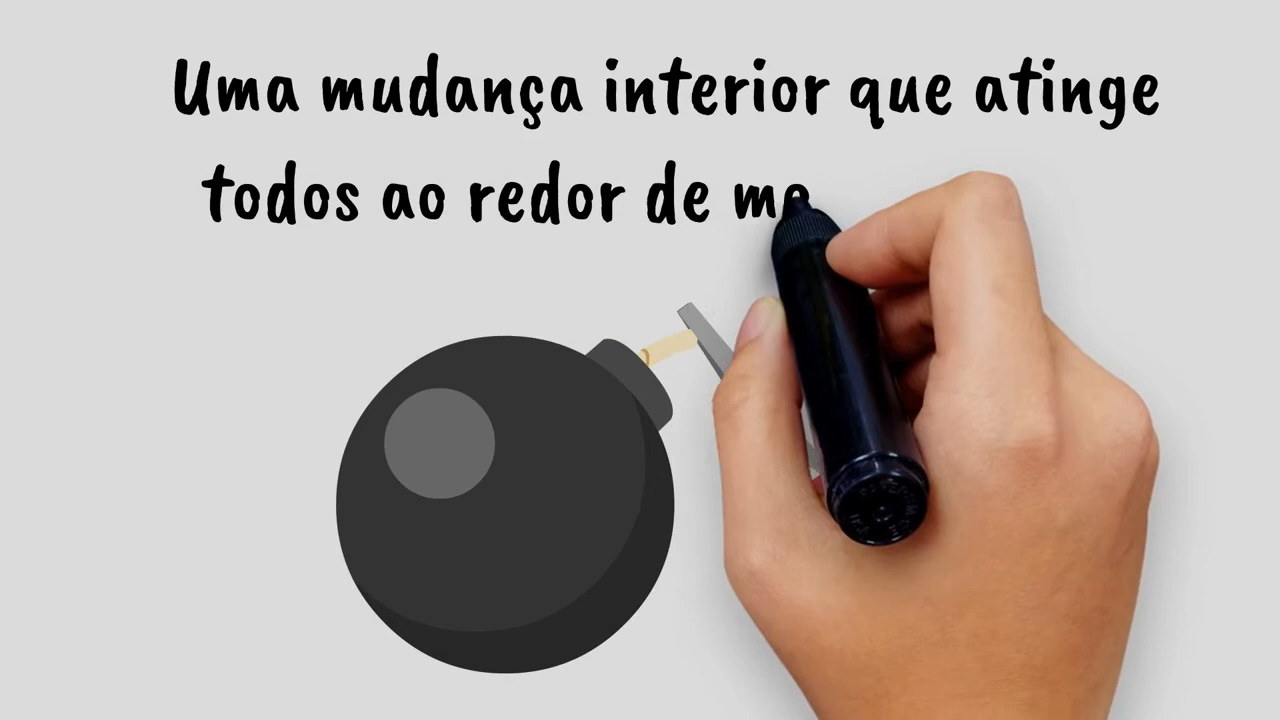 Uma mudança interior que atinge
todos ao redor de